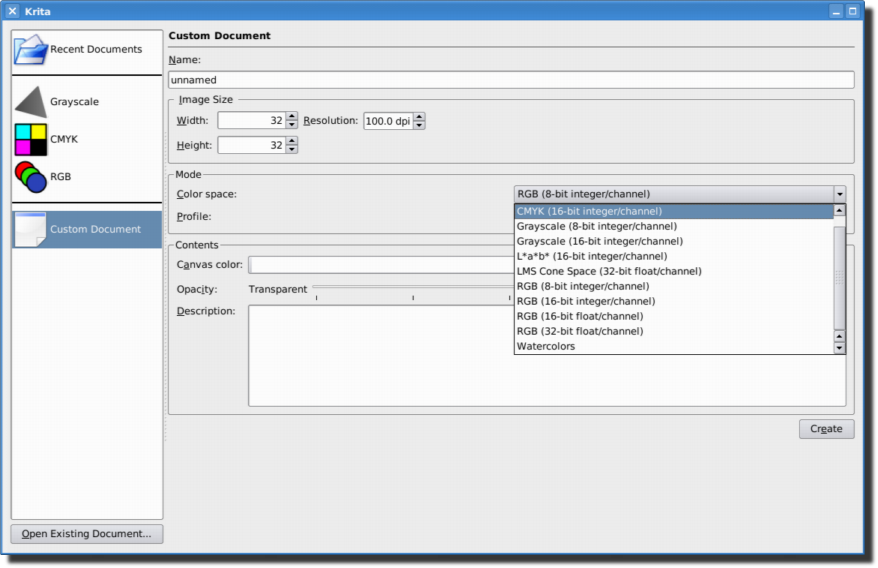 Krita
Recent Documents
Grayscale
CMYK
RGB
Custom Document
Open Existing Document...
Custom Document
Name:
unnamed
Image Size
Width: 32 Resolution: 100.0 dpi
Height: 32
Mode
Color space: RGB (8-bit integer/channel)
Profile:
CMYK (16-bit integer/channel)
Grayscale (8-bit integer/channel)
Grayscale (16-bit integer/channel)
L*a*b* (16-bit integer/channel)
LMS Cone Space (32-bit float/channel)
RGB (8-bit integer/channel)
RGB (16-bit integer/channel)
RGB (16-bit float/channel)
RGB (32-bit float/channel)
Watercolors
Contents
Canvas color:
Opacity: Transparent
Description:
Create